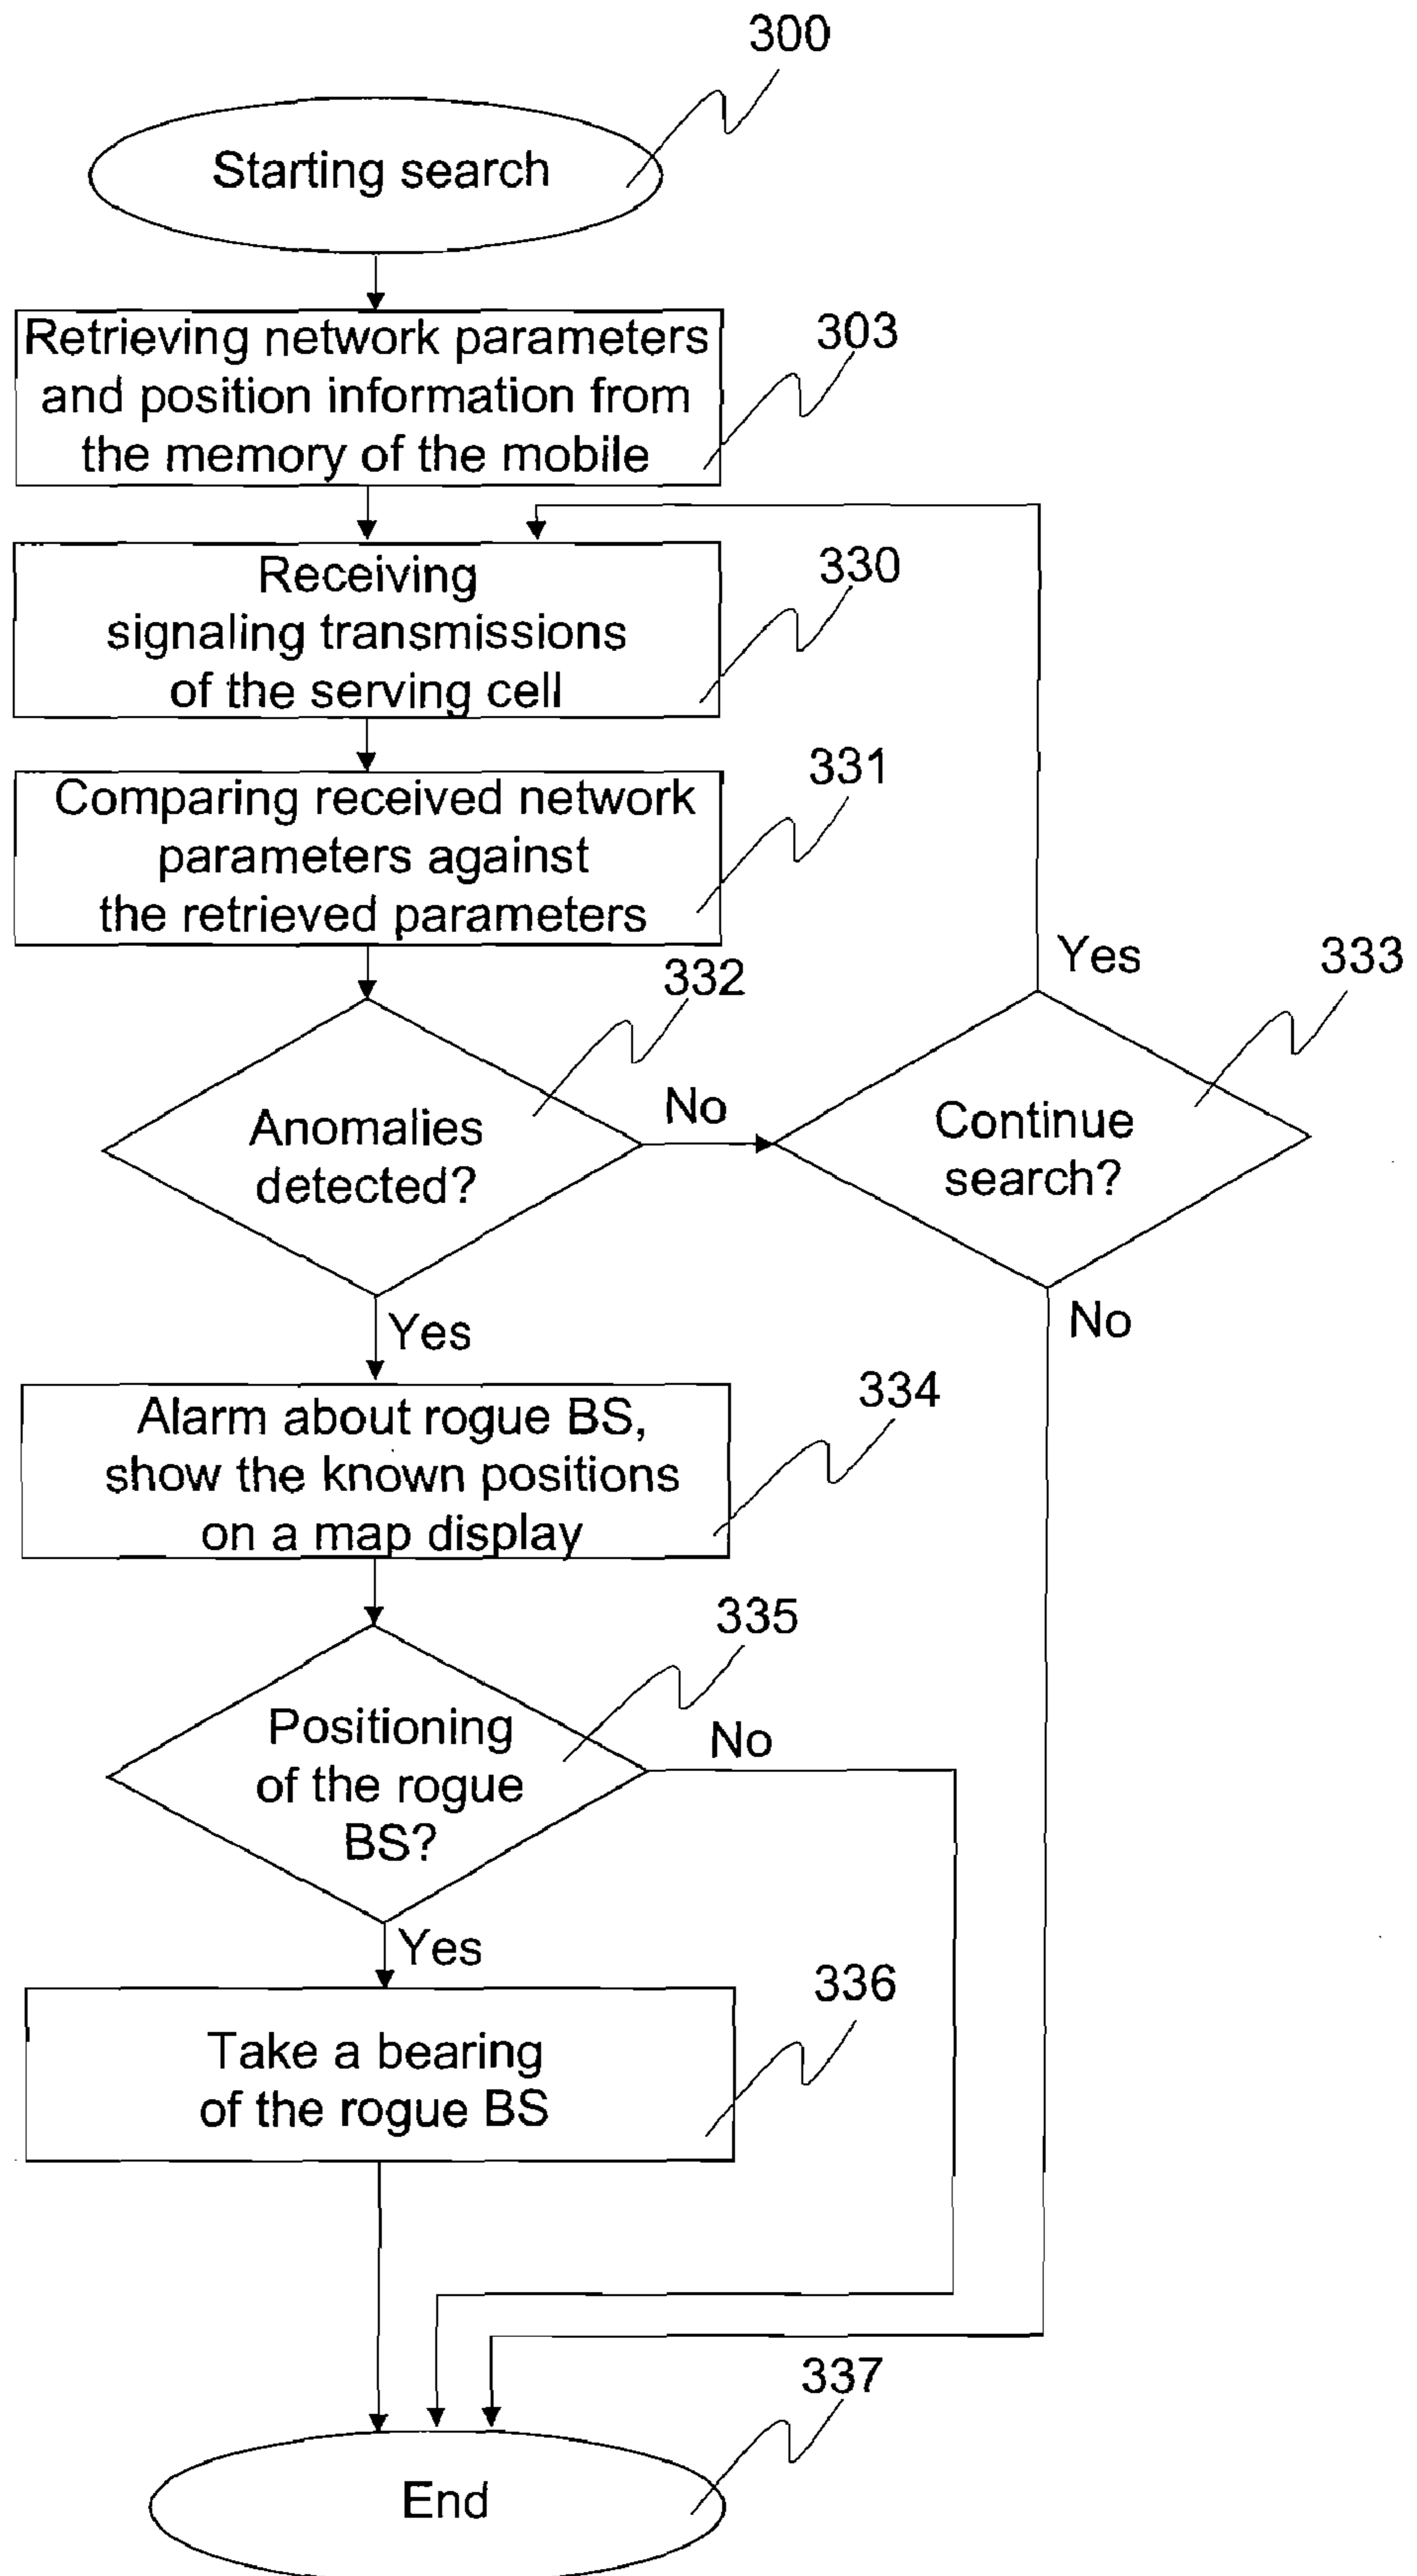 300
Starting search
303
Retrieving network parameters
and position information from
the memory of the mobile
330
Receiving
signaling transmissions
of the serving cell
331
Comparing received network
parameters against
the retrieved parameters
332
Anomalies
detected?
No
Yes
333
Continue
search?
No
Yes
334
Alarm about rogue BS,
show the known positions
on a map display
335
Positioning
of the rogue
BS?
No
Yes
336
Take a bearing
of the rogue BS
337
End